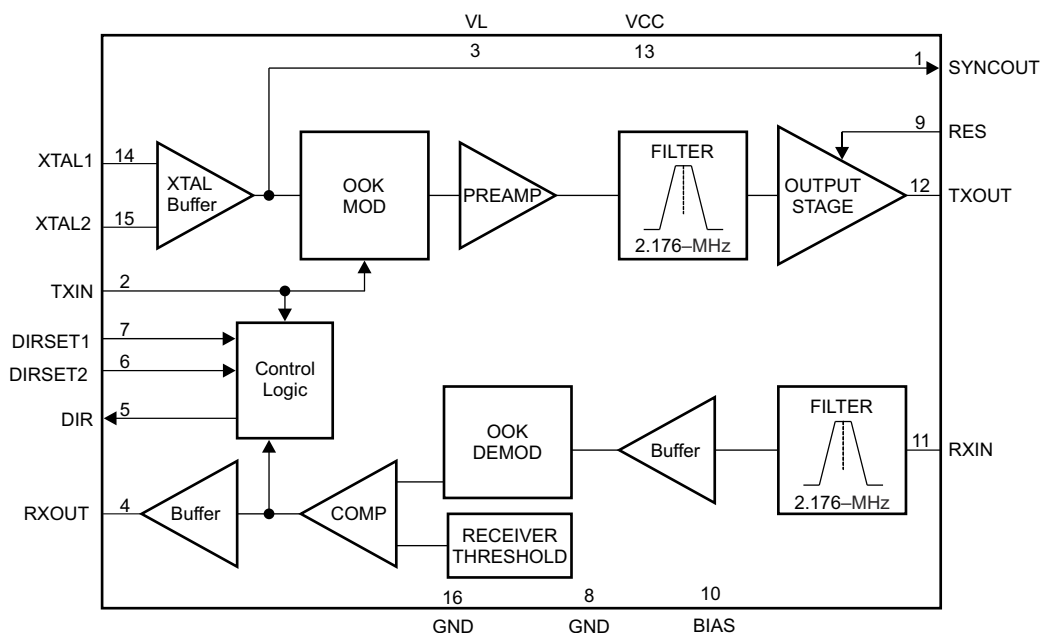 VL
VCC
3
13
1
SYNCOUT
9
RES
XTAL1
14
XTAL
Buffer
XTAL2
15
OOK
MOD
PREAMP
FILTER
2.176–MHz
OUTPUT
STAGE
12
TXOUT
TXIN
2
DIRSET1
7
DIRSET2
6
DIR
5
Control
Logic
RXOUT
4
Buffer
COMP
OOK
DEMOD
RECEIVER
THRESHOLD
Buffer
FILTER
2.176–MHz
11
RXIN
16
8
10
GND
GND
BIAS